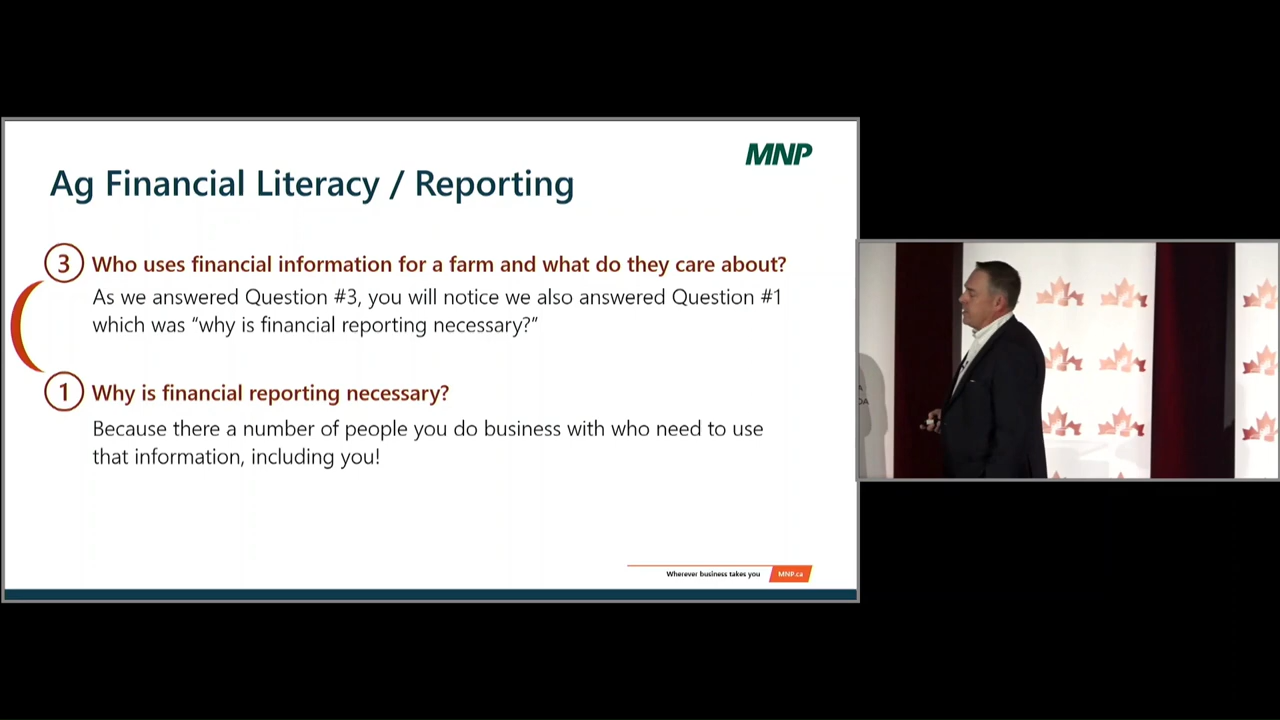 MNP
Ag Financial Literacy / Reporting
3 Who uses financial information for a farm and what do they care about?
As we answered Question #3, you will notice we also answered Question #1
which was “why is financial reporting necessary?”
1 Why is financial reporting necessary?
Because there a number of people you do business with who need to use
that information, including you!
Wherever business takes you MNP.ca